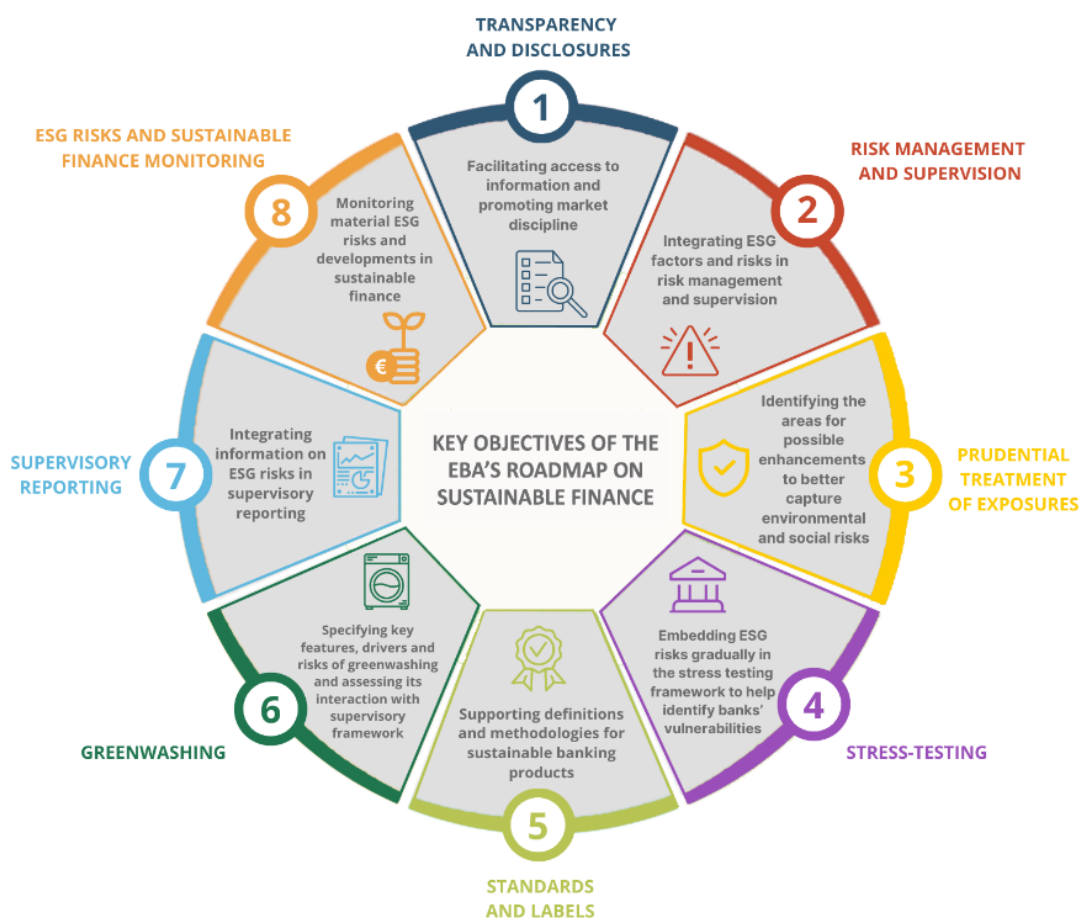 TRANSPARENCY
AND DISCLOSURES
1
Facilitating access to
information and
promoting market
discipline
RISK MANAGEMENT
AND SUPERVISION
2
Integrating ESG
factors and risks in
risk management
and supervision
PRUDENTIAL
TREATMENT
OF EXPOSURES
3
Identifying the
areas for
possible
enhancements
to better
capture
environmental
and social risks
STRESS-TESTING
4
Embedding ESG
risks gradually in
the stress testing
framework to help
identify banks'
vulnerabilities
STANDARDS
AND LABELS
5
Supporting definitions
and methodologies for
sustainable banking
products
GREENWASHING
6
Specifying key
features, drivers and
risks of greenwashing
and assessing its
interaction with
supervisory
framework
SUPERVISORY
REPORTING
7
Integrating
information on
ESG risks in
supervisory
reporting
ESG RISKS AND SUSTAINABLE
FINANCE MONITORING
8
Monitoring
material ESG
risks and
developments in
sustainable
finance
€
KEY OBJECTIVES OF THE
EBA'S ROADMAP ON
SUSTAINABLE FINANCE